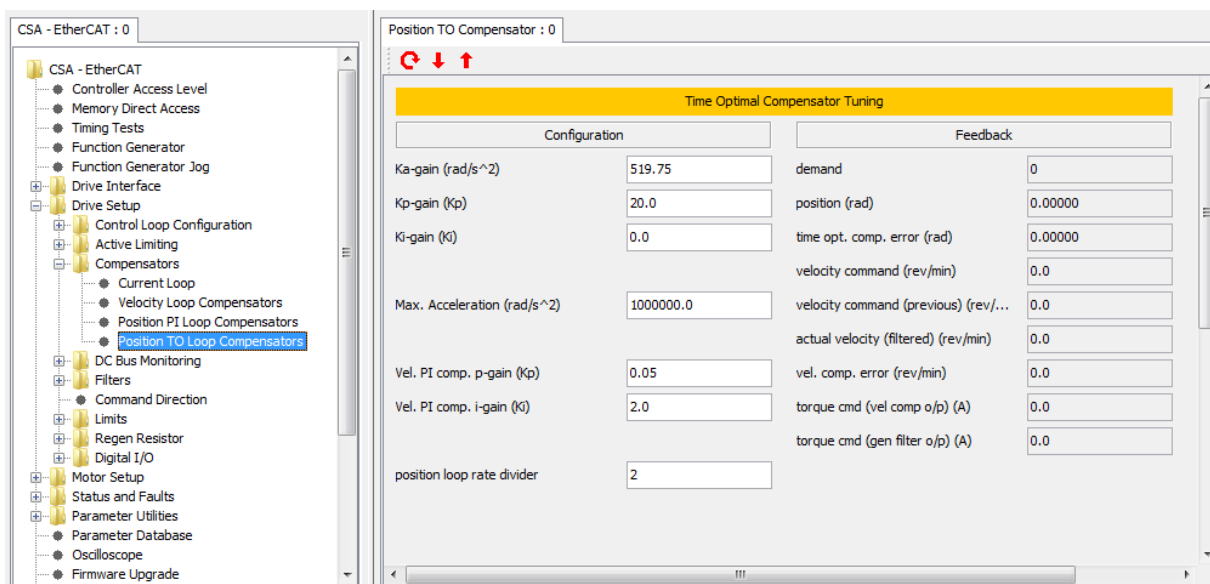 CSA - EtherCAT : 0
CSA - EtherCAT
Controller Access Level
Memory Direct Access
Timing Tests
Function Generator
Function Generator Jog
Drive Interface
Drive Setup
Control Loop Configuration
Active Limiting
Compensators
Current Loop
Velocity Loop Compensators
Position PI Loop Compensators
Position TO Loop Compensators
DC Bus Monitoring
Filters
Command Direction
Limits
Regen Resistor
Digital I/O
Motor Setup
Status and Faults
Parameter Utilities
Parameter Database
Oscilloscope
Firmware Upgrade
Position TO Compensator : 0
Time Optimal Compensator Tuning
Configuration
Ka-gain (rad/s^2) 519.75
Kp-gain (Kp) 20.0
Ki-gain (Ki) 0.0
Max. Acceleration (rad/s^2) 1000000.0
Vel. PI comp. p-gain (Kp) 0.05
Vel. PI comp. i-gain (Ki) 2.0
position loop rate divider 2
Feedback
demand 0
position (rad) 0.00000
time opt. comp. error (rad) 0.00000
velocity command (rev/min) 0.0
velocity command (previous) (rev/... 0.0
actual velocity (filtered) (rev/min) 0.0
vel. comp. error (rev/min) 0.0
torque cmd (vel comp o/p) (A) 0.0
torque cmd (gen filter o/p) (A) 0.0